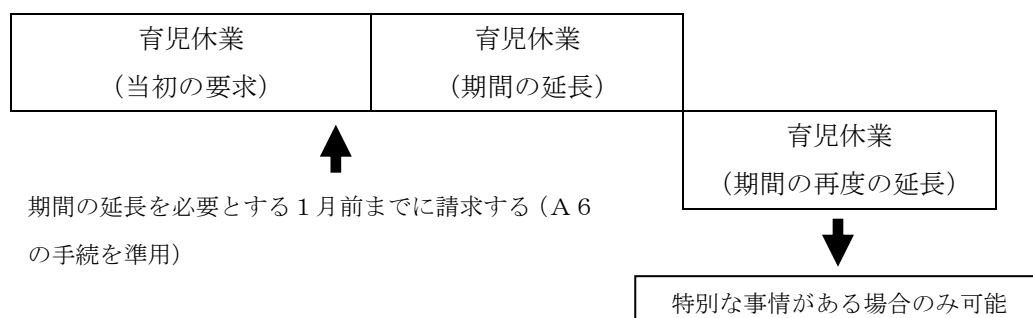 育児休業
(当初の要求)
育児休業
(期間の延長)
育児休業
(期間の再度の延長)
期間の延長を必要とする1月前までに請求する(A6
の手続を準用)
特別な事情がある場合のみ可能